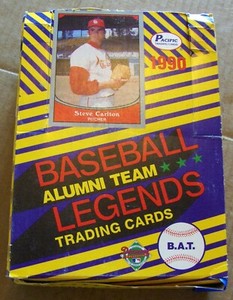 PACIFIC
1990
Steve Carlton
PITCHER
BASEBALL
ALUMNI TEAM
LEGENDS
TRADING CARDS
B.A.T.